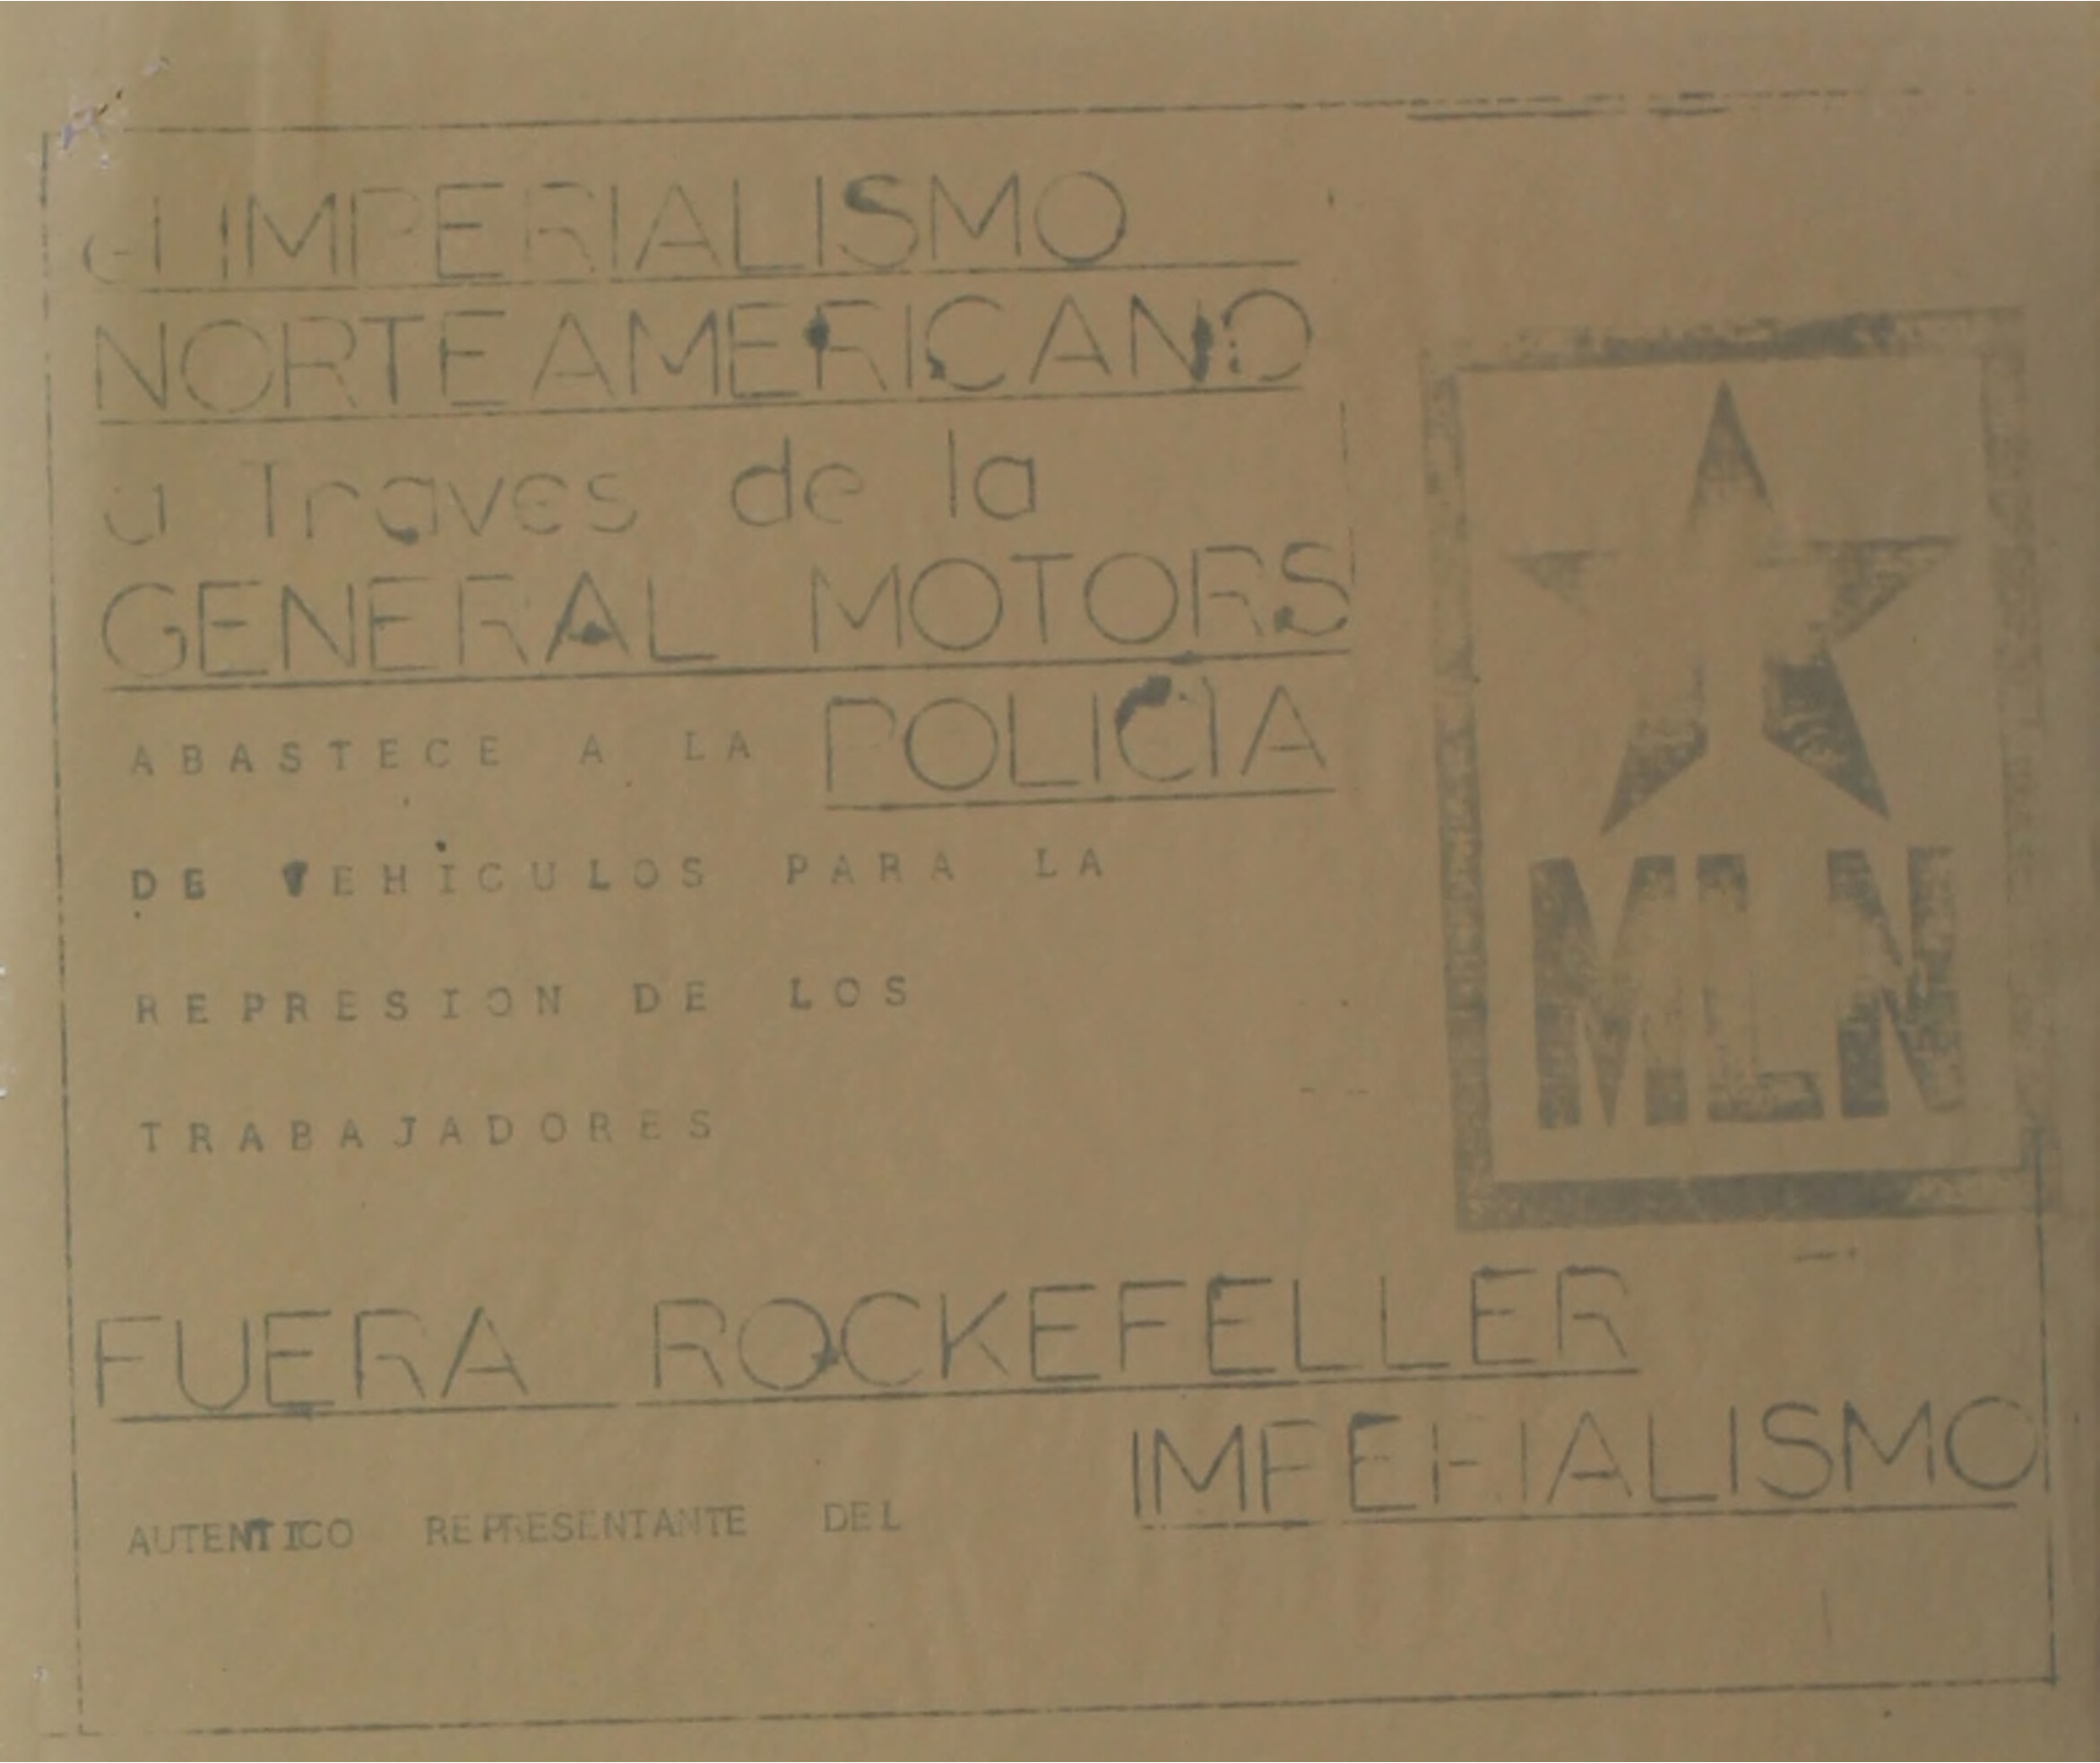 el IMPERIALISMO
NORTEAMERICANO
a Traves de la
GENERAL MOTORS
ABASTECE A LA POLICIA
DE VEHICULOS PARA LA
REPRESION DE LOS
TRABAJADORES
MLN
FUERA ROCKEFELLER
AUTENTICO REPRESENTANTE DEL IMPERIALISMO